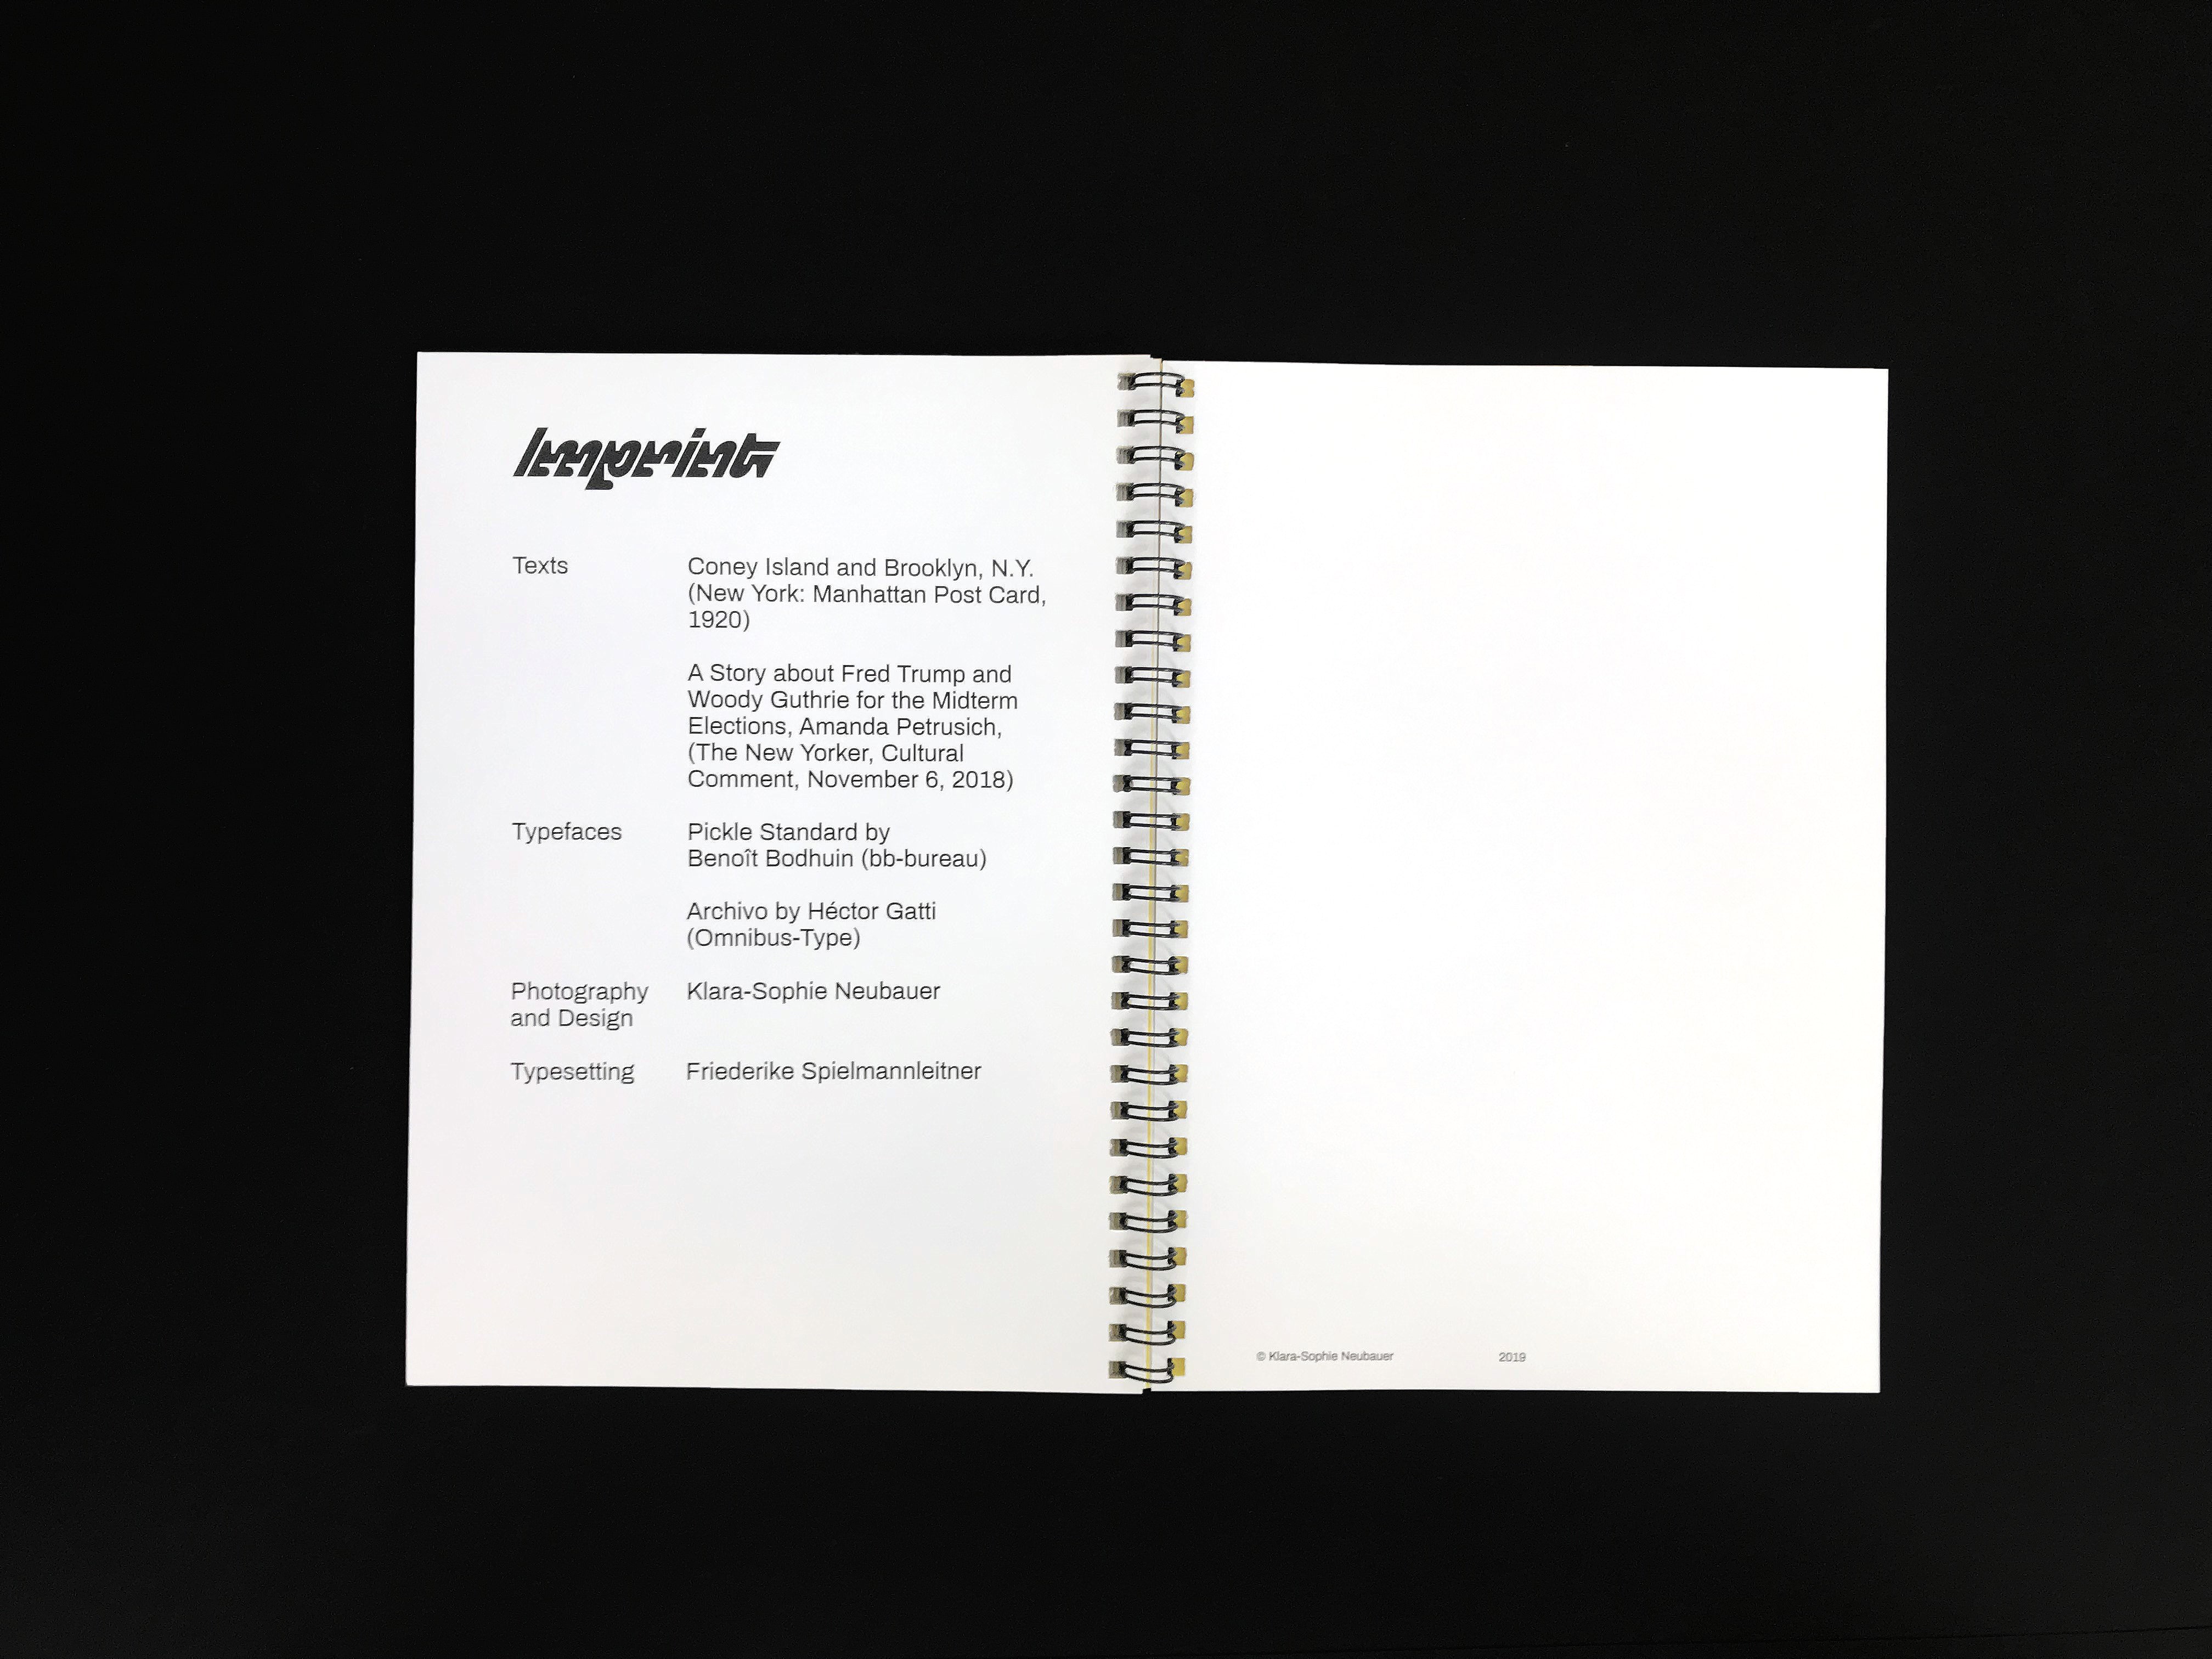 Imprint
Texts
Coney Island and Brooklyn, N.Y.
(New York: Manhattan Post Card,
1920)
A Story about Fred Trump and
Woody Guthrie for the Midterm
Elections, Amanda Petrusich,
(The New Yorker, Cultural
Comment, November 6, 2018)
Typefaces
Pickle Standard by
Benoît Bodhuin (bb-bureau)
Archivo by Héctor Gatti
(Omnibus-Type)
Photography
and Design
Klara-Sophie Neubauer
Typesetting
Friederike Spielmannleitner
© Klara-Sophie Neubauer
2019